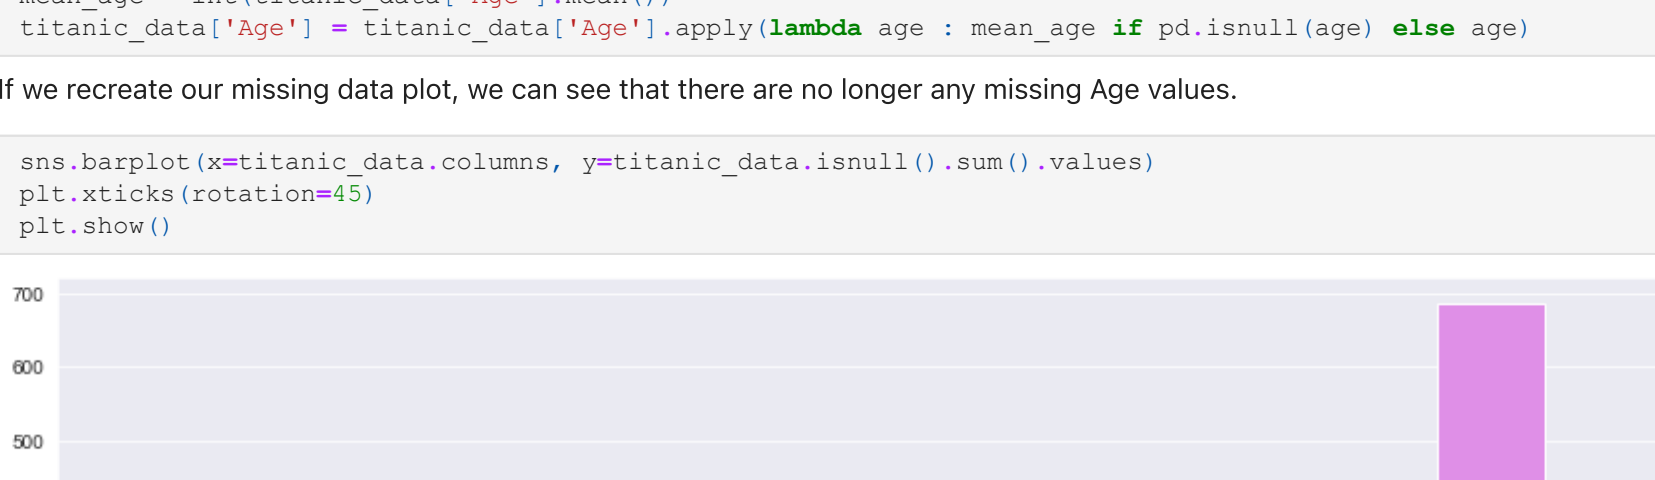 titanic_data['Age'] = titanic_data['Age'].apply(lambda age : mean_age if pd.isnull(age) else age)
If we recreate our missing data plot, we can see that there are no longer any missing Age values.
sns.barplot(x=titanic_data.columns, y=titanic_data.isnull().sum().values)
plt.xticks(rotation=45)
plt.show()
700
600
500